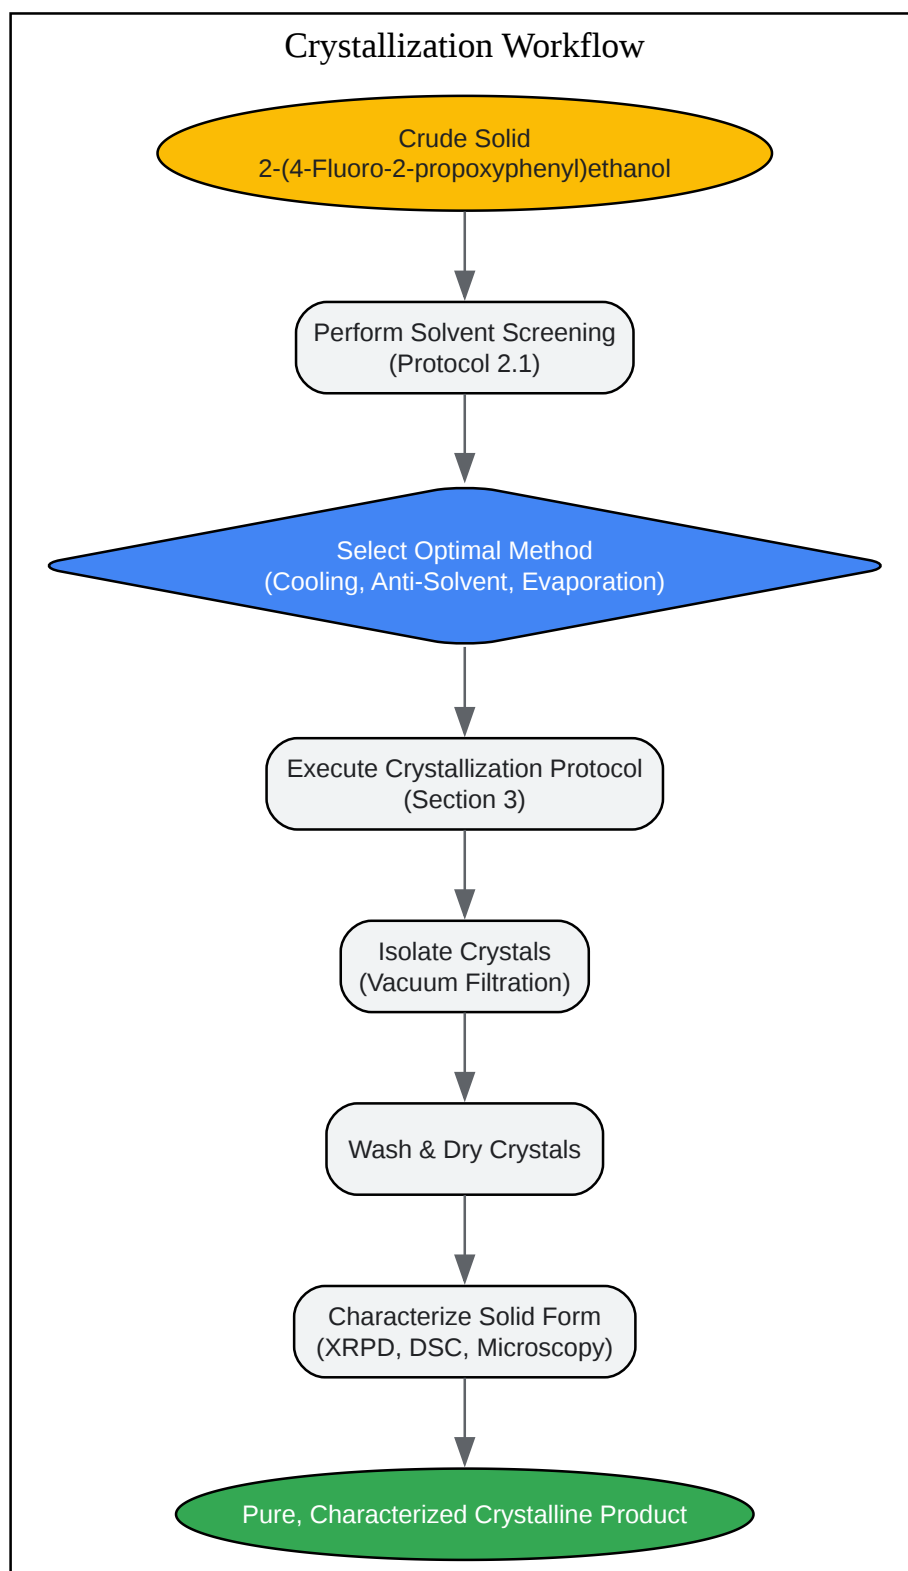 Crystallization Workflow
Crude Solid
2-(4-Fluoro-2-propoxyphenyl)ethanol
Perform Solvent Screening
(Protocol 2.1)
Select Optimal Method
(Cooling, Anti-Solvent, Evaporation)
Execute Crystallization Protocol
(Section 3)
Isolate Crystals
(Vacuum Filtration)
Wash & Dry Crystals
Characterize Solid Form
(XRPD, DSC, Microscopy)
Pure, Characterized Crystalline Product